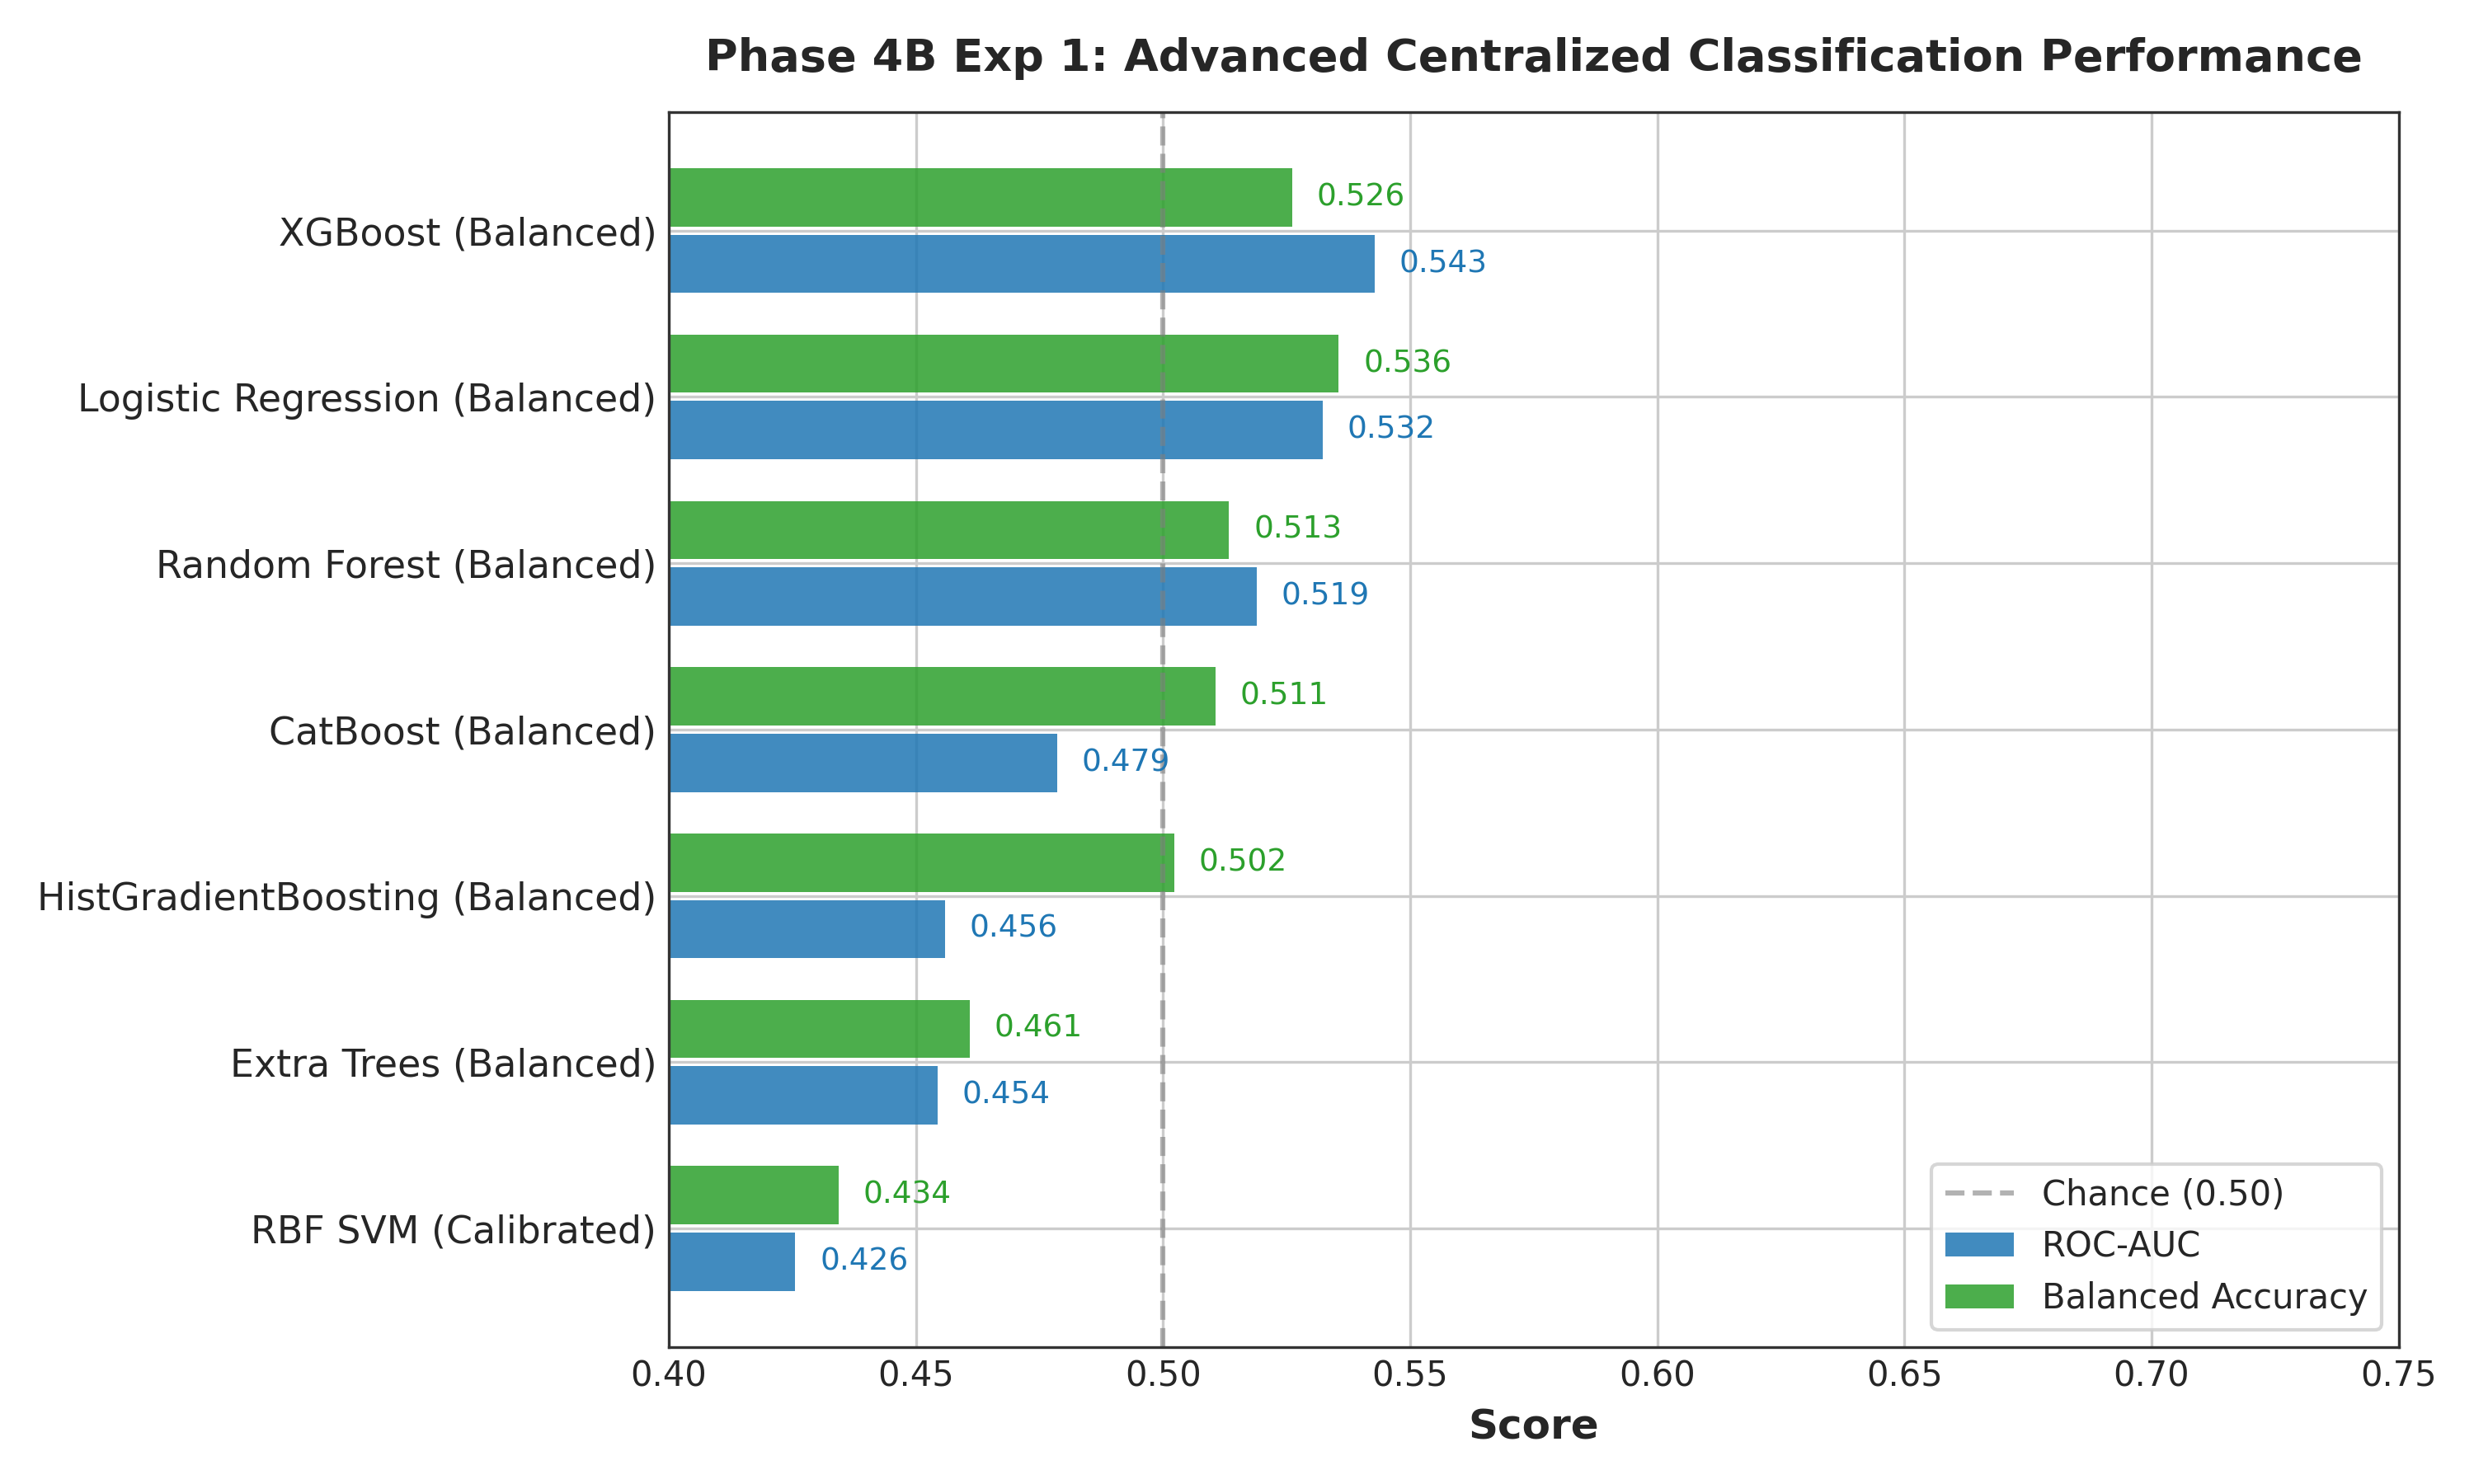 Phase 4B Exp 1: Advanced Centralized Classification Performance
XGBoost (Balanced)
0.526
0.543
Logistic Regression (Balanced)
0.536
0.532
Random Forest (Balanced)
0.513
0.519
CatBoost (Balanced)
0.511
0.479
HistGradientBoosting (Balanced)
0.502
0.456
Extra Trees (Balanced)
0.461
0.454
RBF SVM (Calibrated)
0.434
0.426
Chance (0.50)
ROC-AUC
Balanced Accuracy
0.40 0.45 0.50 0.55 0.60 0.65 0.70 0.75
Score